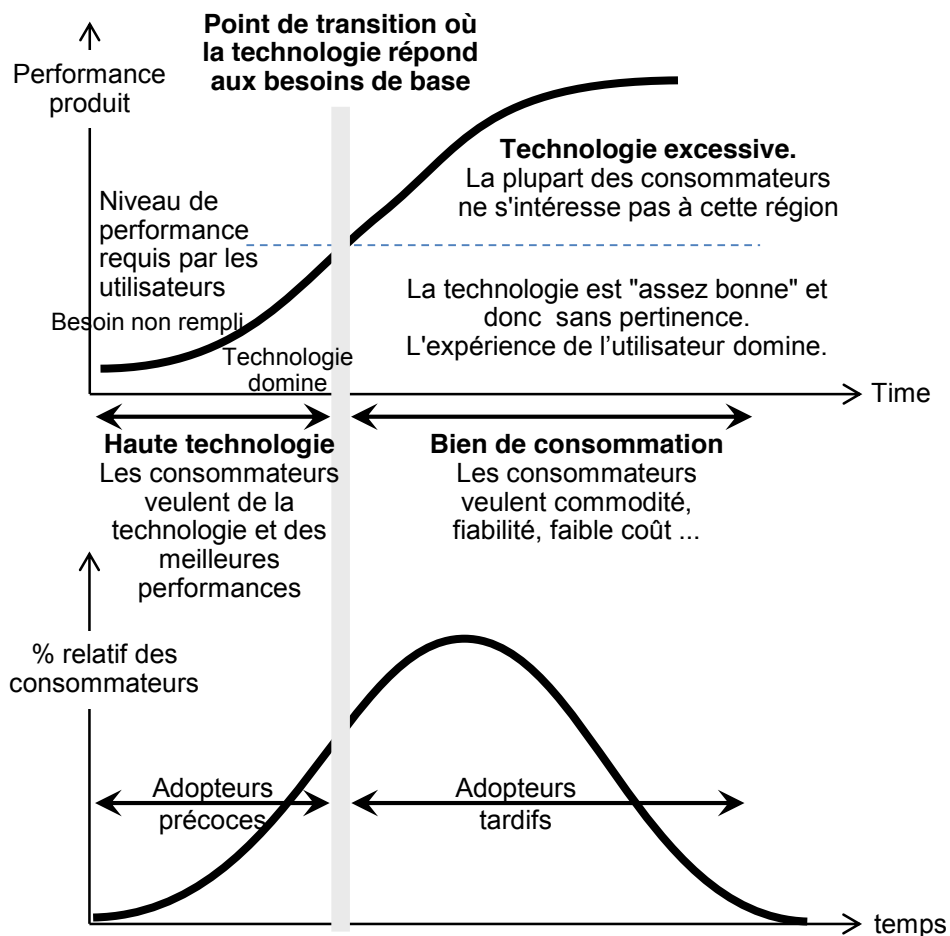 Point de transition où
la technologie répond
aux besoins de base
Performance
produit
Technologie excessive.
La plupart des consommateurs
ne s'intéresse pas à cette région
Niveau de
performance
requis par les
utilisateurs
Besoin non rempli
La technologie est "assez bonne" et
donc sans pertinence.
L'expérience de l’utilisateur domine.
Technologie
domine
Time
Haute technologie
Les consommateurs
veulent de la
technologie et des
meilleures
performances
Bien de consommation
Les consommateurs
veulent commodité,
fiabilité, faible coût ...
% relatif des
consommateurs
Adopteurs
précoces
Adopteurs
tardifs
temps